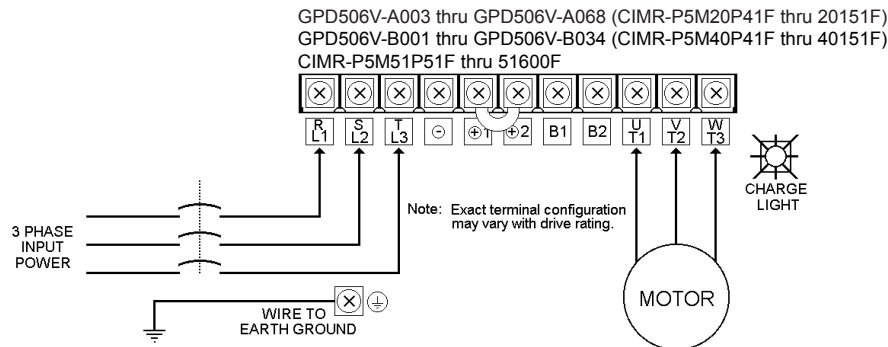 GPD506V-A003 thru GPD506V-A068 (CIMR-P5M20P41F thru 20151F)
GPD506V-B001 thru GPD506V-B034 (CIMR-P5M40P41F thru 40151F)
CIMR-P5M51P51F thru 51600F
R S T U V W
L1 L2 L3 ⊖ ⊕1 ⊕2 B1 B2 T1 T2 T3
CHARGE
LIGHT
Note: Exact terminal configuration
may vary with drive rating.
3 PHASE
INPUT
POWER
WIRE TO
EARTH GROUND
MOTOR